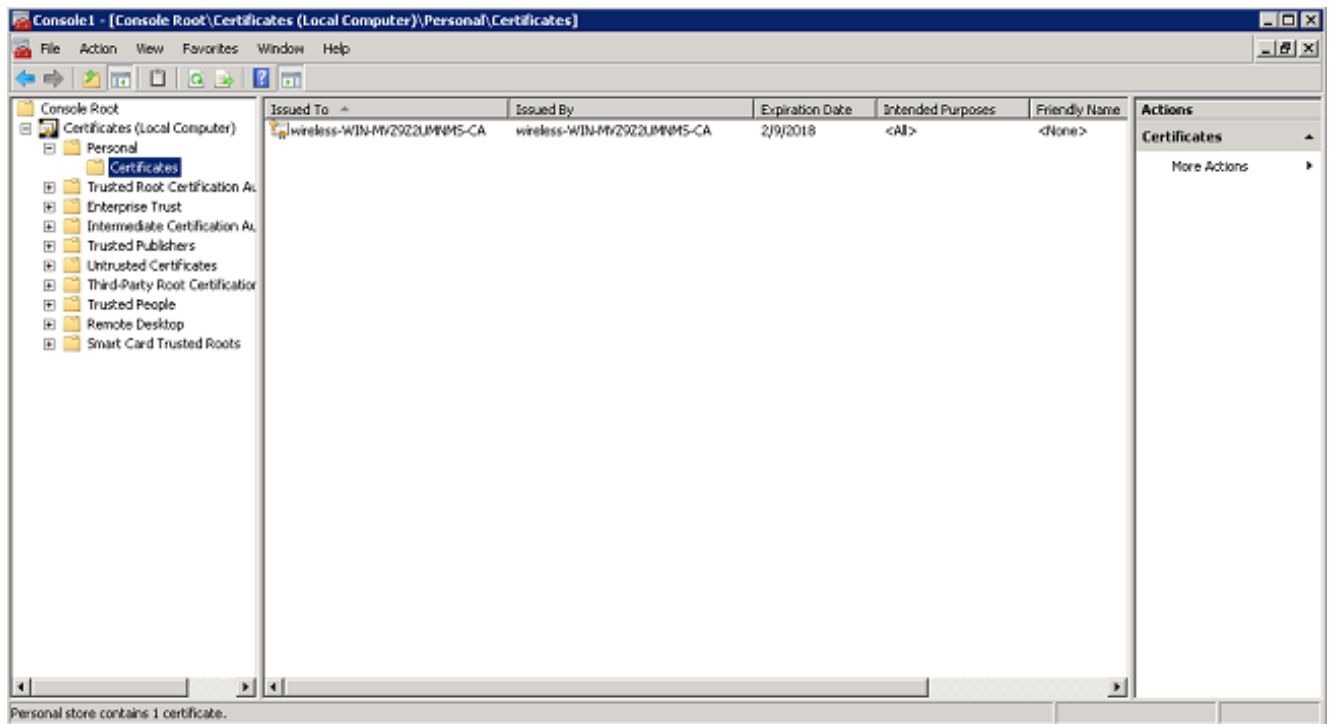 Console1 - [Console Root\Certificates (Local Computer)\Personal\Certificates]
File Action View Favorites Window Help
Console Root
Certificates (Local Computer)
Personal
Certificates
Trusted Root Certification Au
Enterprise Trust
Intermediate Certification Au
Trusted Publishers
Untrusted Certificates
Third-Party Root Certification
Trusted People
Remote Desktop
Smart Card Trusted Roots
Issued To Issued By Expiration Date Intended Purposes Friendly Name
wireless-WIN-MVZ9Z2UMNMS-CA wireless-WIN-MVZ9Z2UMNMS-CA 2/9/2018 <All> <None>
Actions
Certificates
More Actions
Personal store contains 1 certificate.